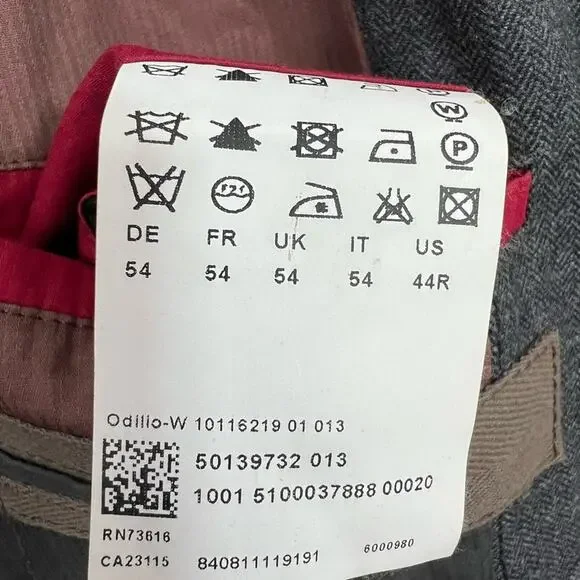 W
P
DE FR UK IT US
54 54 54 54 44R
Odilio-W 10116219 01 013
50139732 013
1001 5100037888 00020
RN73616
CA23115 840811119191 6000980